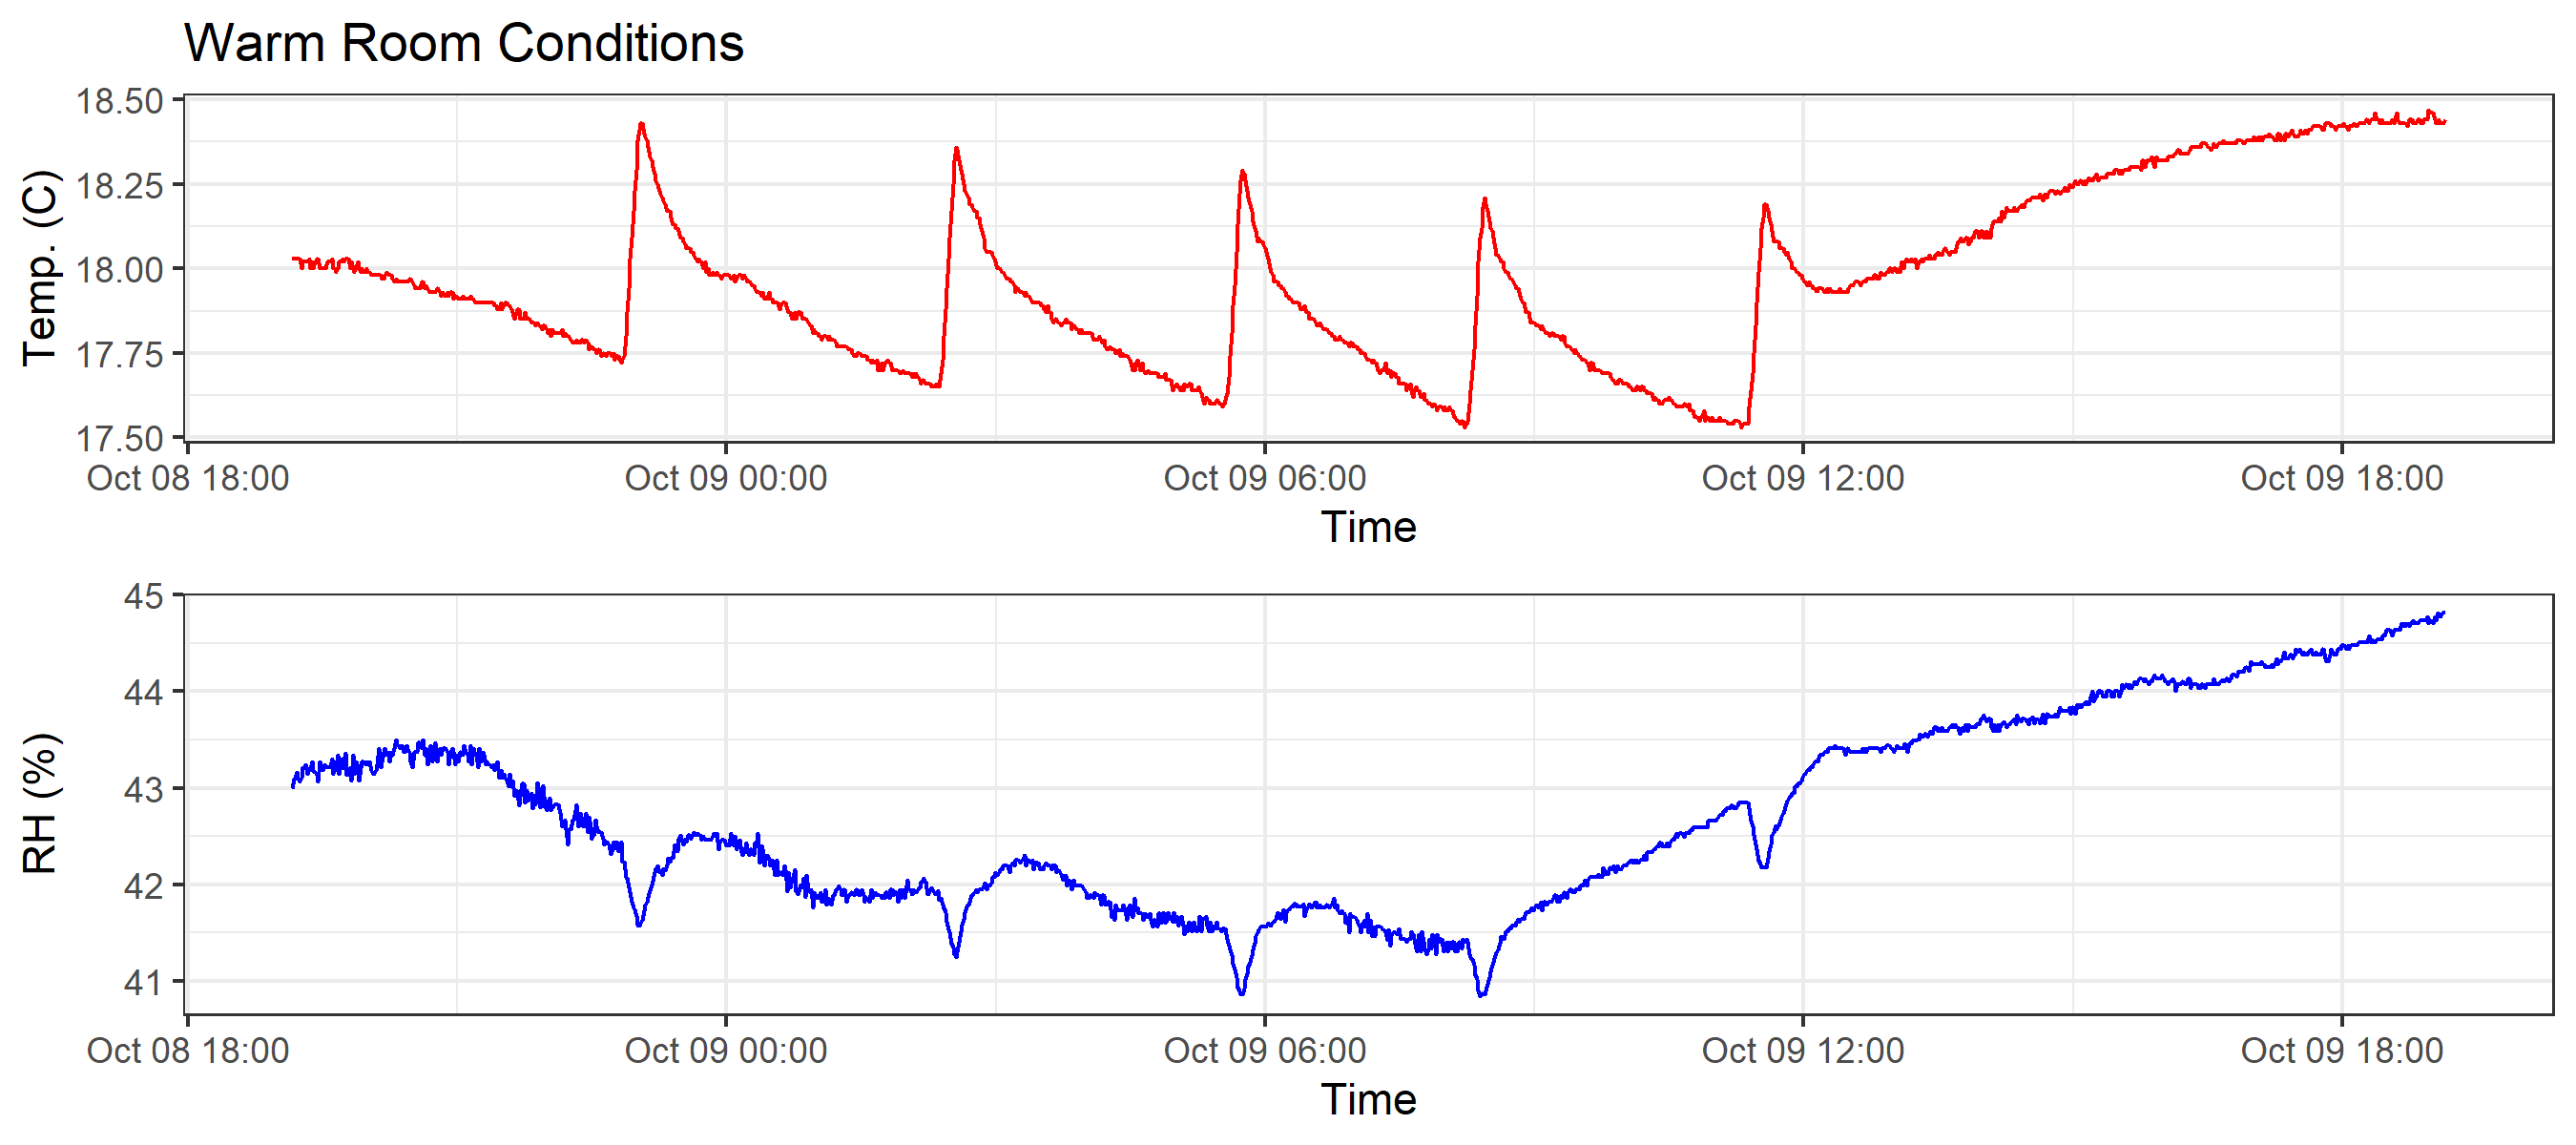 Warm Room Conditions
18.50
18.25
18.00
17.75
17.50
Temp. (C)
Oct 08 18:00 Oct 09 00:00 Oct 09 06:00 Oct 09 12:00 Oct 09 18:00
Time
45
44
43
42
41
RH (%)
Oct 08 18:00 Oct 09 00:00 Oct 09 06:00 Oct 09 12:00 Oct 09 18:00
Time